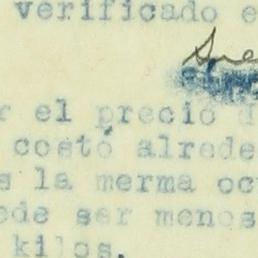 verificado e
r el precio d
costó alrede
s la merma oc
ede ser menos
kilos.